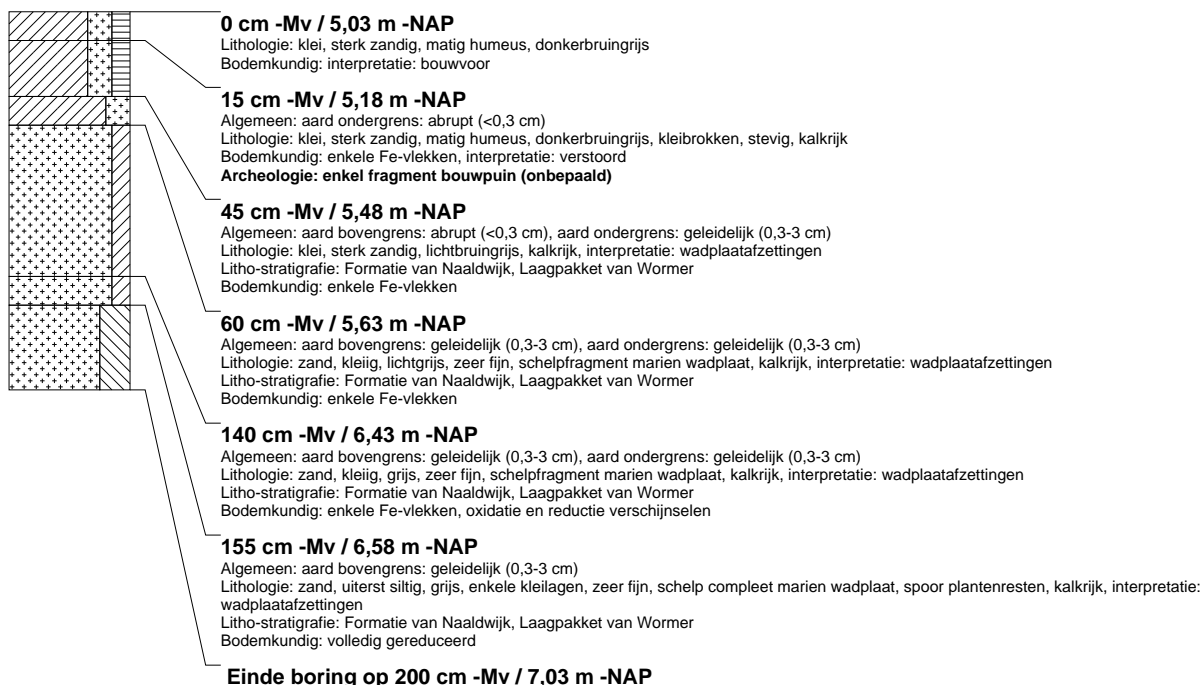 0 cm -Mv / 5,03 m -NAP
Lithologie: klei, sterk zandig, matig humeus, donkerbruingrijs
Bodemkundig: interpretatie: bouwvoor
15 cm -Mv / 5,18 m -NAP
Algemeen: aard ondergrens: abrupt (<0,3 cm)
Lithologie: klei, sterk zandig, matig humeus, donkerbruingrijs, kleibrokken, stevig, kalkrijk
Bodemkundig: enkele Fe-vlekken, interpretatie: verstoord
Archeologie: enkel fragment bouwpuin (onbepaald)
45 cm -Mv / 5,48 m -NAP
Algemeen: aard bovengrens: abrupt (<0,3 cm), aard ondergrens: geleidelijk (0,3-3 cm)
Lithologie: klei, sterk zandig, lichtbruingrijs, kalkrijk, interpretatie: wadplaatafzettingen
Litho-stratigrafie: Formatie van Naaldwijk, Laagpakket van Wormer
Bodemkundig: enkele Fe-vlekken
60 cm -Mv / 5,63 m -NAP
Algemeen: aard bovengrens: geleidelijk (0,3-3 cm), aard ondergrens: geleidelijk (0,3-3 cm)
Lithologie: zand, kleiig, lichtgrijs, zeer fijn, schelpfragment marien wadplaat, kalkrijk, interpretatie: wadplaatafzettingen
Litho-stratigrafie: Formatie van Naaldwijk, Laagpakket van Wormer
Bodemkundig: enkele Fe-vlekken
140 cm -Mv / 6,43 m -NAP
Algemeen: aard bovengrens: geleidelijk (0,3-3 cm), aard ondergrens: geleidelijk (0,3-3 cm)
Lithologie: zand, kleiig, grijs, zeer fijn, schelpfragment marien wadplaat, kalkrijk, interpretatie: wadplaatafzettingen
Litho-stratigrafie: Formatie van Naaldwijk, Laagpakket van Wormer
Bodemkundig: enkele Fe-vlekken, oxidatie en reductie verschijnselen
155 cm -Mv / 6,58 m -NAP
Algemeen: aard bovengrens: geleidelijk (0,3-3 cm)
Lithologie: zand, uiterst siltig, grijs, enkele kleilagen, zeer fijn, schelp compleet marien wadplaat, spoor plantenresten, kalkrijk, interpretatie:
wadplaatafzettingen
Litho-stratigrafie: Formatie van Naaldwijk, Laagpakket van Wormer
Bodemkundig: volledig gereduceerd
Einde boring op 200 cm -Mv / 7,03 m -NAP